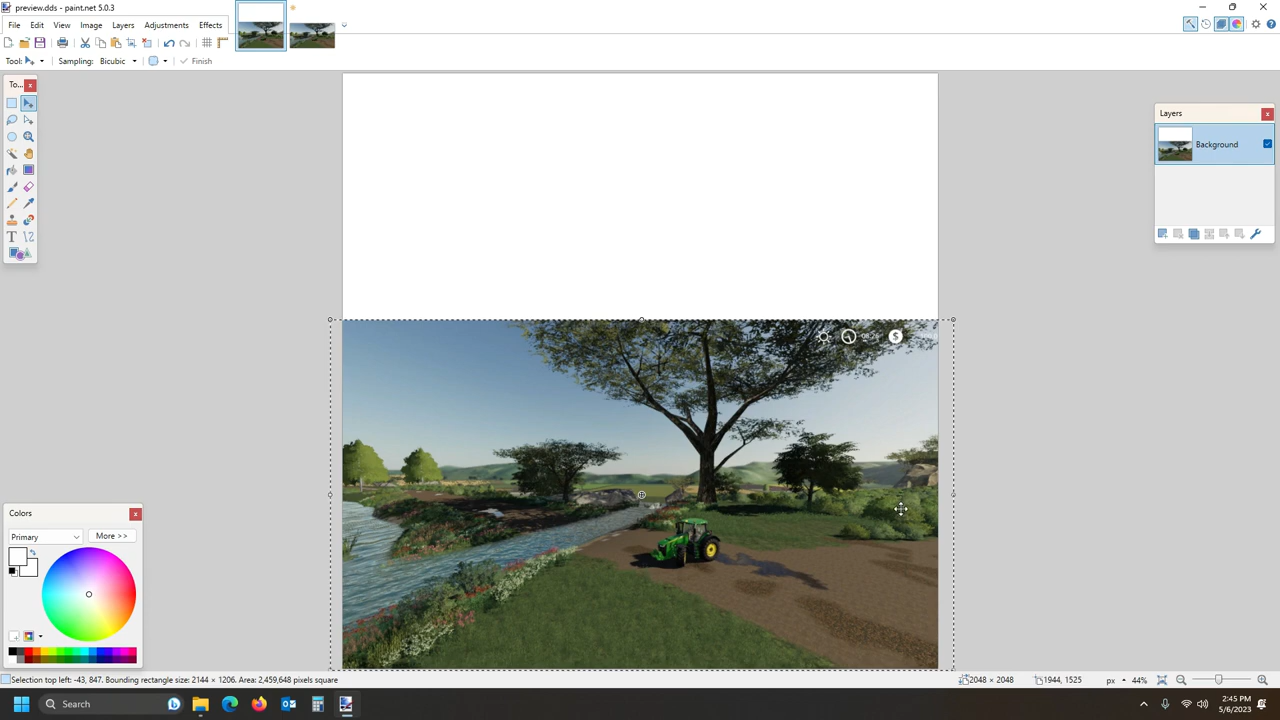 preview.dds - paint.net 5.0.3
File Edit View Image Layers Adjustments Effects
Tool: Sampling: Bicubic Finish
To...
Layers
Background
08:26
Colors
Primary More >>
Selection top left: -43, 847. Bounding rectangle size: 2144 × 1206. Area: 2,459,648 pixels square
2048 × 2048
1944, 1525
px
44%
Search
2:45 PM
5/6/2023